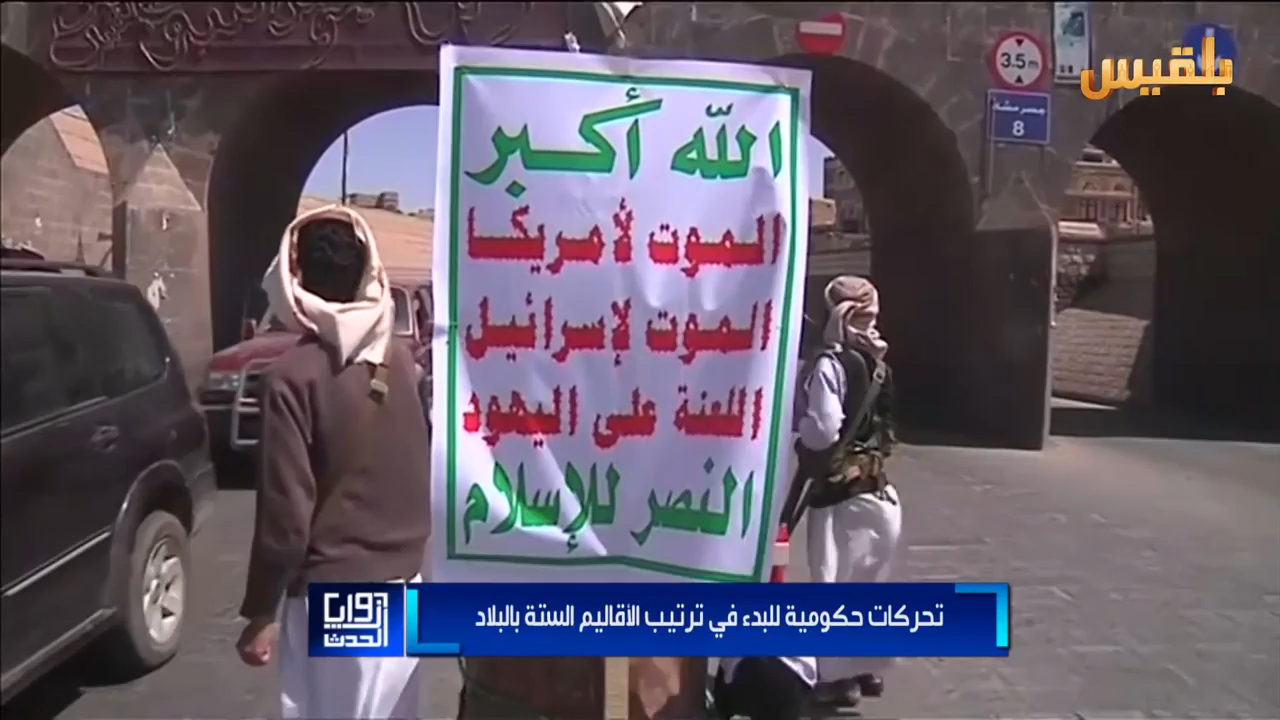 بلقيس
3.5m
8
الله أكبر
الموت لأمريكا
الموت لإسرائيل
اللعنة على اليهود
النصر للإسلام
تحركات حكومية للبدء في ترتيب الأقاليم الستة بالبلاد
زوايا الحدث